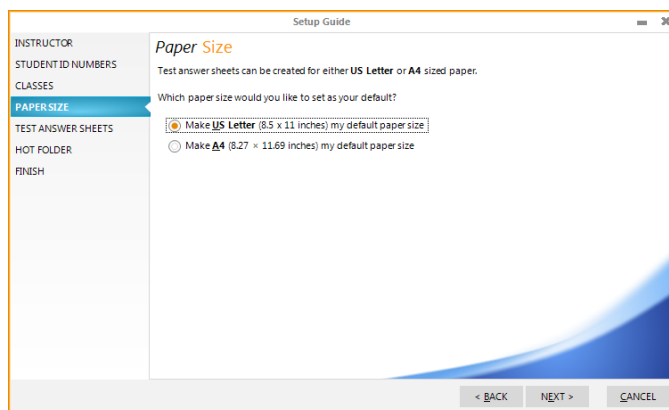 Setup Guide
INSTRUCTOR
STUDENT ID NUMBERS
CLASSES
PAPER SIZE
TEST ANSWER SHEETS
HOT FOLDER
FINISH
Paper Size
Test answer sheets can be created for either US Letter or A4 sized paper.
Which paper size would you like to set as your default?
Make US Letter (8.5 x 11 inches) my default paper size
Make A4 (8.27 × 11.69 inches) my default paper size
< BACK
NEXT >
CANCEL